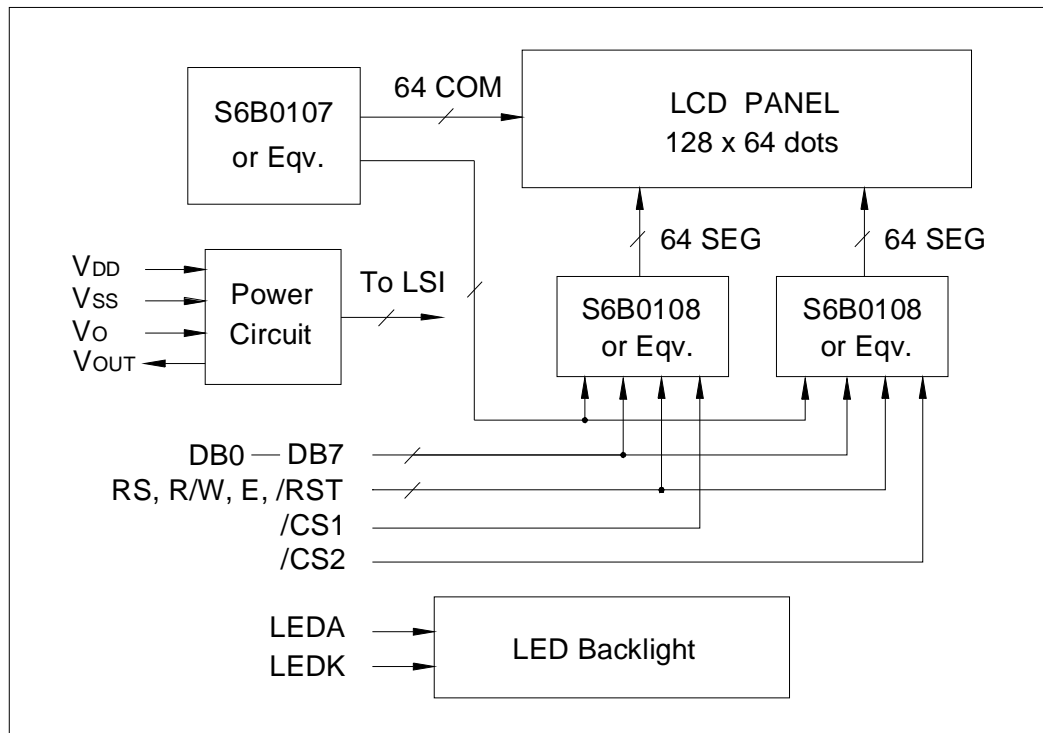 64 COM
S6B0107
or Eqv.
LCD PANEL
128 x 64 dots
64 SEG
64 SEG
VDD
VSS
VO
VOUT
Power
Circuit
To LSI
S6B0108
or Eqv.
S6B0108
or Eqv.
DB0 — DB7
RS, R/W, E, /RST
/CS1
/CS2
LEDA
LEDK
LED Backlight